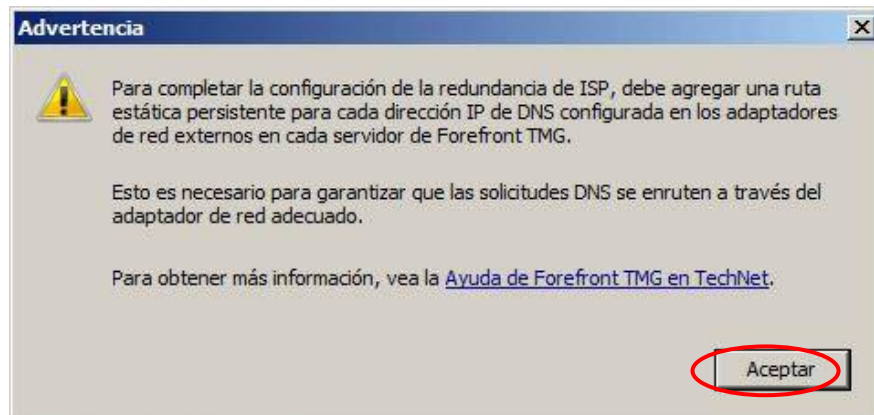 Advertencia
Para completar la configuración de la redundancia de ISP, debe agregar una ruta
estática persistente para cada dirección IP de DNS configurada en los adaptadores
de red externos en cada servidor de Forefront TMG.
Esto es necesario para garantizar que las solicitudes DNS se enruten a través del
adaptador de red adecuado.
Para obtener más información, vea la Ayuda de Forefront TMG en TechNet.
Aceptar